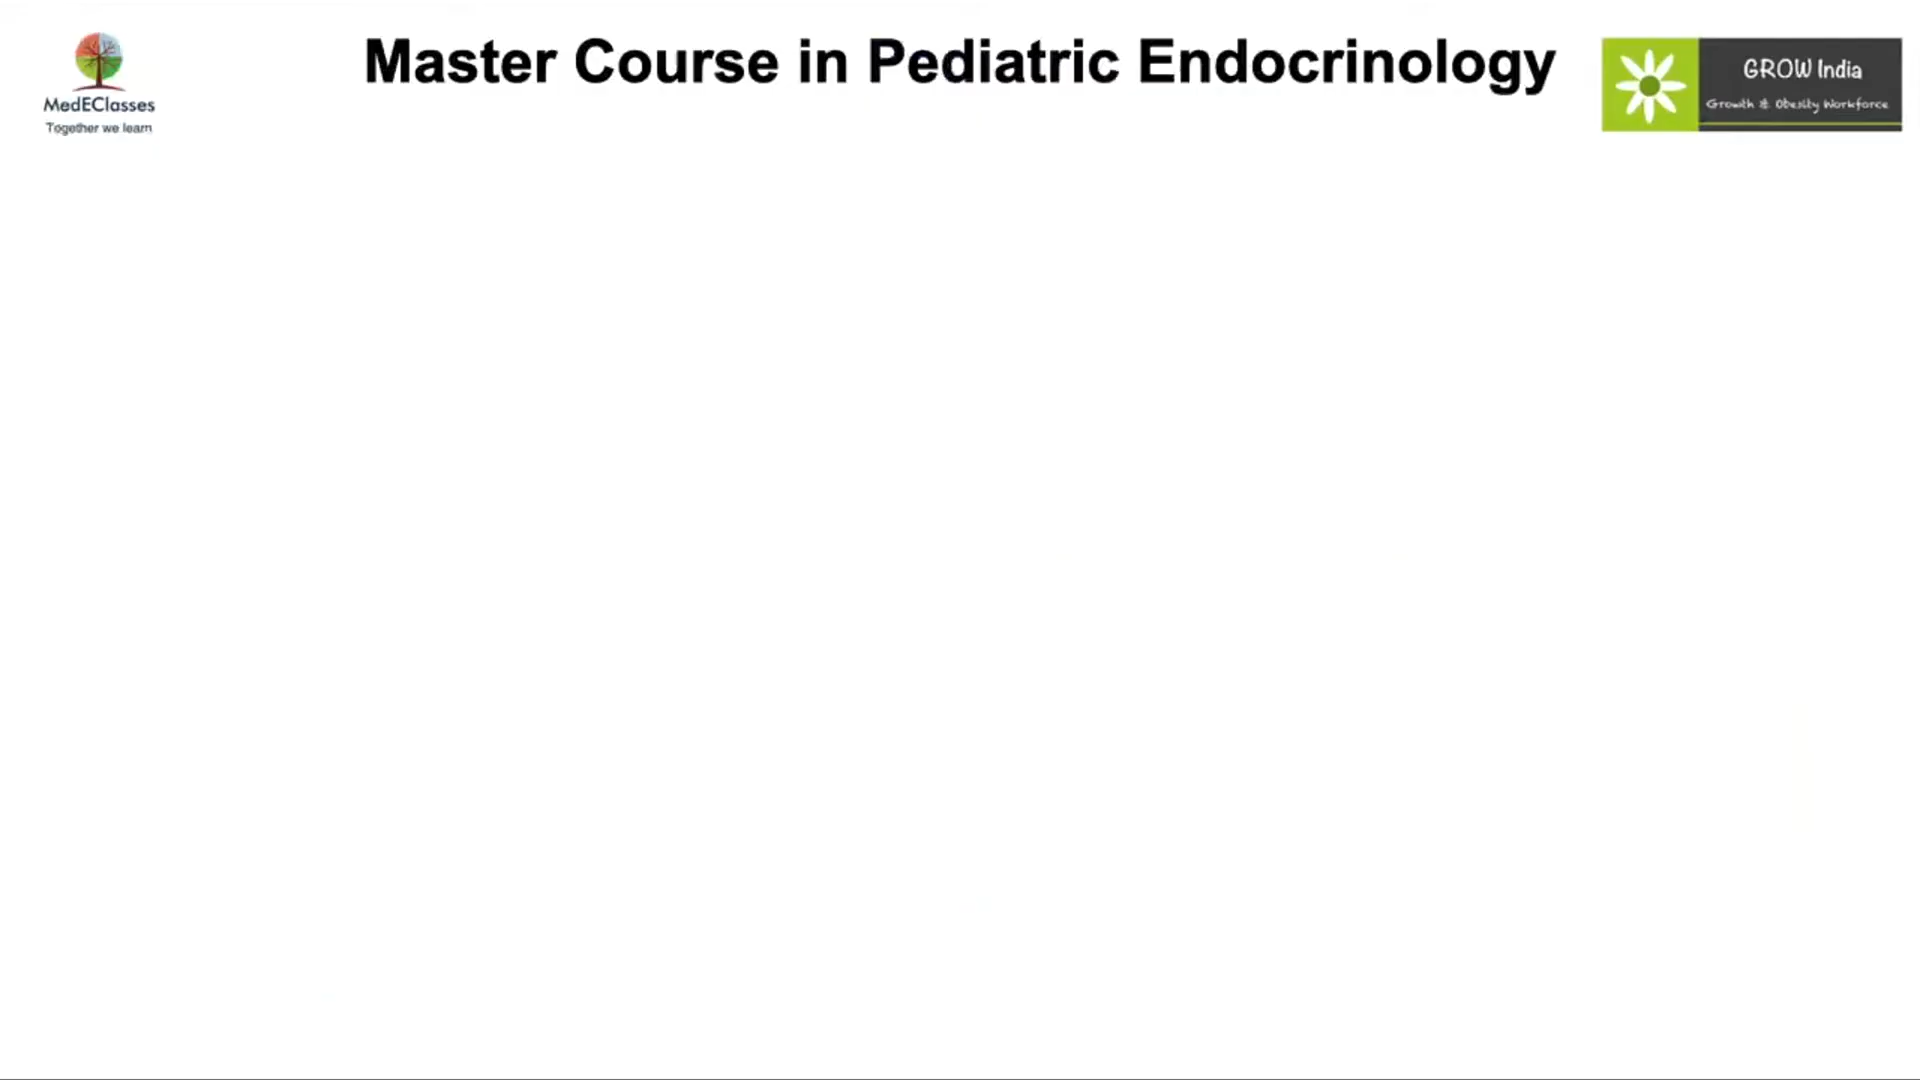 Master Course in Pediatric Endocrinology
MedEClasses
Together we learn
GROW India
Growth & Obesity Workforce